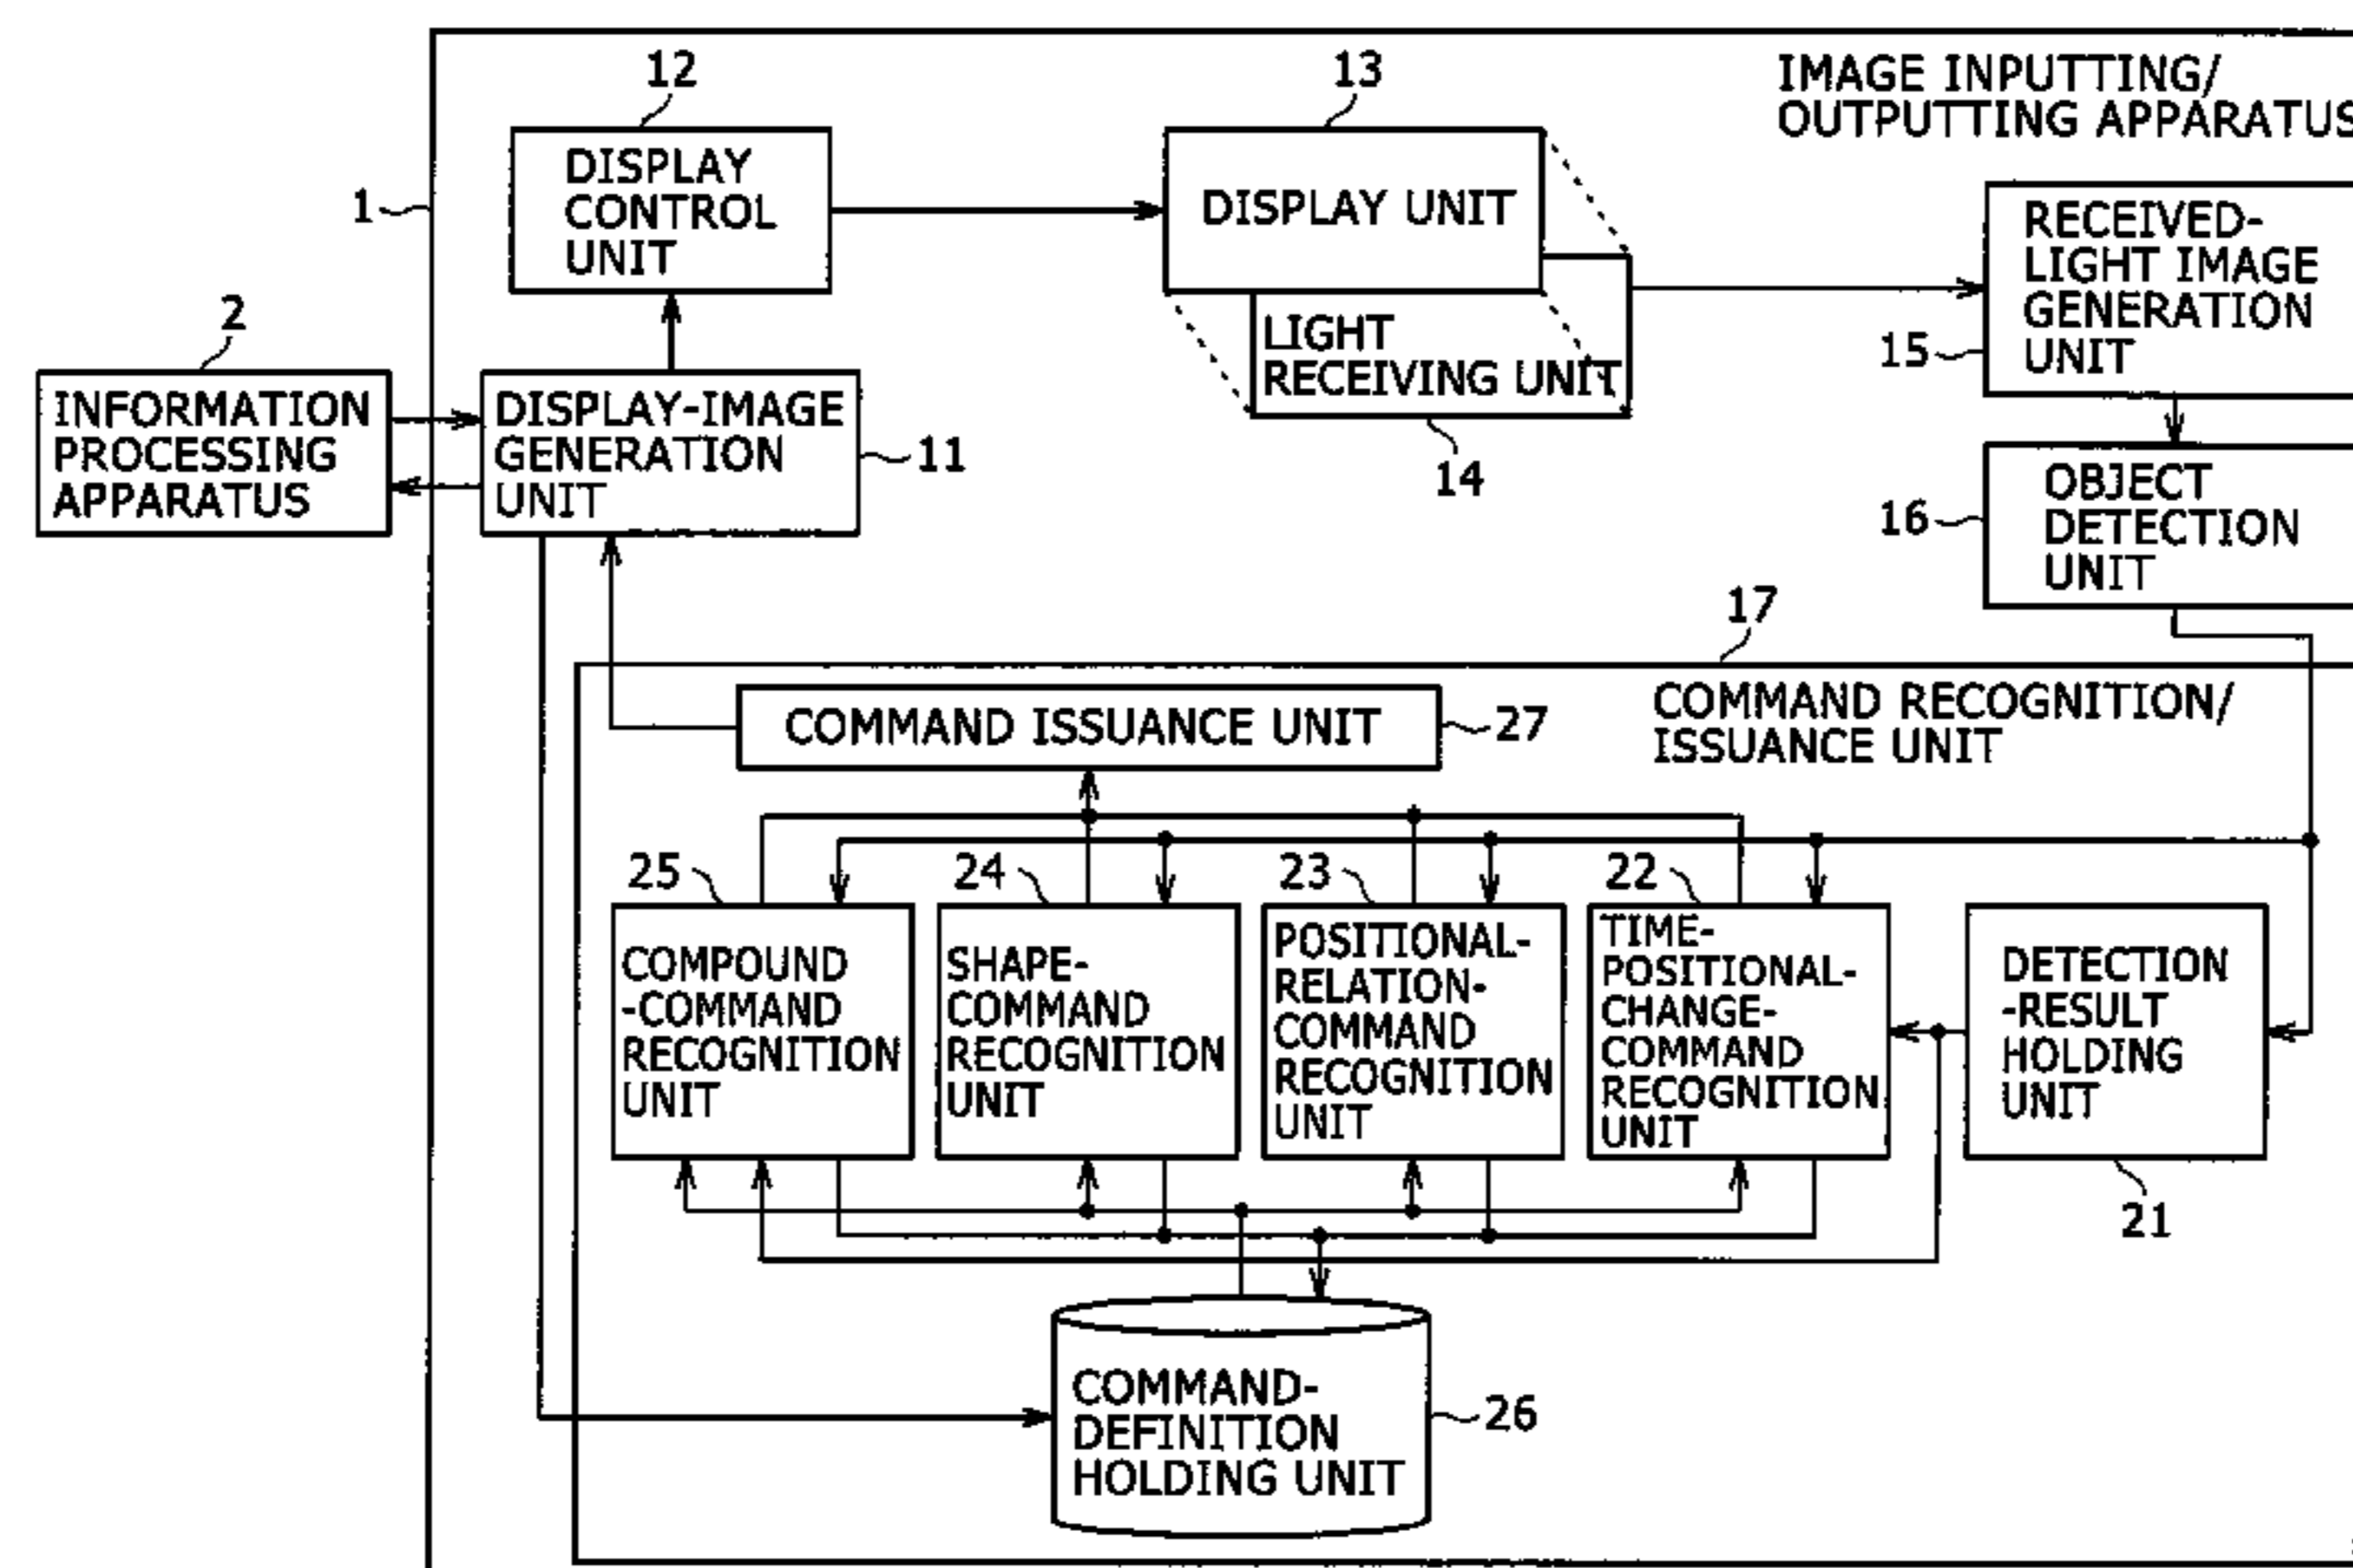 12
13
IMAGE INPUTTING/
OUTPUTTING APPARATUS
DISPLAY
CONTROL
UNIT
DISPLAY UNIT
1
RECEIVED-
LIGHT IMAGE
GENERATION
UNIT
15
2
LIGHT
RECEIVING UNIT
14
INFORMATION
PROCESSING
APPARATUS
DISPLAY-IMAGE
GENERATION
UNIT
11
OBJECT
DETECTION
UNIT
16
17
COMMAND ISSUANCE UNIT
27
COMMAND RECOGNITION/
ISSUANCE UNIT
25
24
23
22
COMPOUND
-COMMAND
RECOGNITION
UNIT
SHAPE-
COMMAND
RECOGNITION
UNIT
POSITIONAL-
RELATION-
COMMAND
RECOGNITION
UNIT
TIME-
POSITIONAL-
CHANGE-
COMMAND
RECOGNITION
UNIT
DETECTION
-RESULT
HOLDING
UNIT
21
COMMAND-
DEFINITION
HOLDING UNIT
26